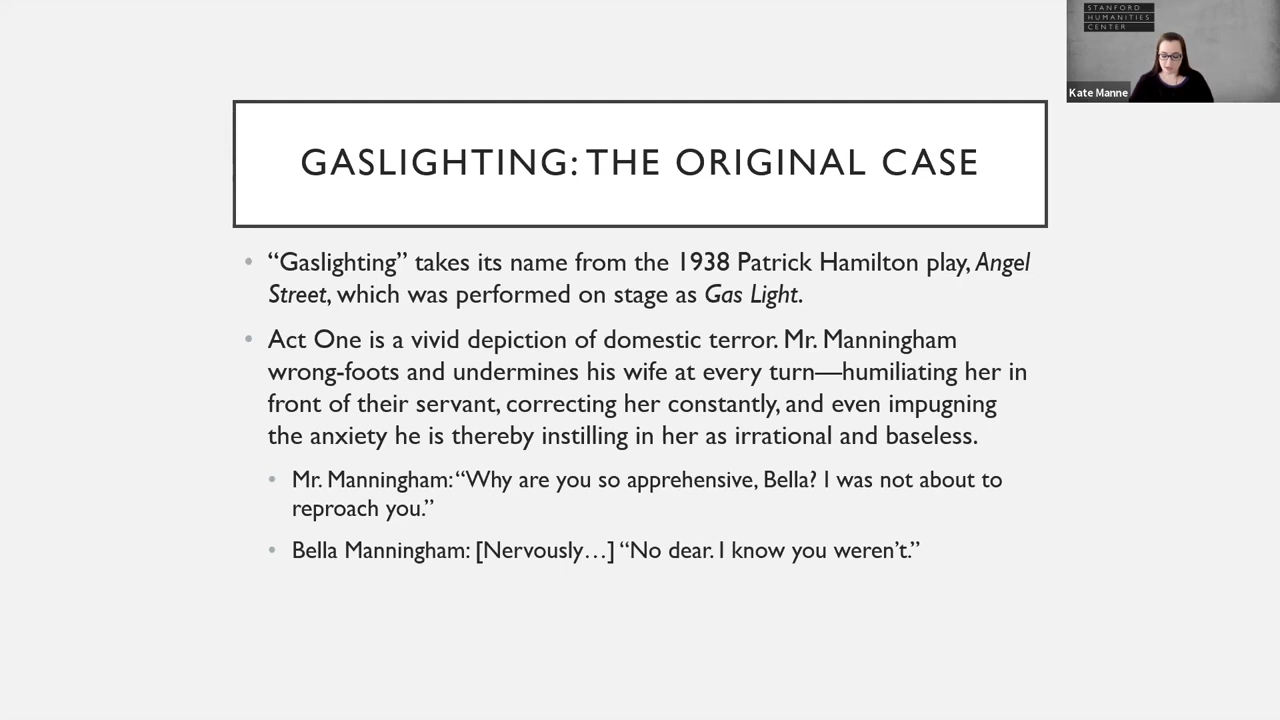 STANFORD
HUMANITIES
CENTER
Kate Manne
GASLIGHTING: THE ORIGINAL CASE
• “Gaslighting” takes its name from the 1938 Patrick Hamilton play, Angel
Street, which was performed on stage as Gas Light.
• Act One is a vivid depiction of domestic terror. Mr. Manningham
wrong-foots and undermines his wife at every turn—humiliating her in
front of their servant, correcting her constantly, and even impugning
the anxiety he is thereby instilling in her as irrational and baseless.
• Mr. Manningham: “Why are you so apprehensive, Bella? I was not about to
reproach you.”
• Bella Manningham: [Nervously…] “No dear. I know you weren’t.”